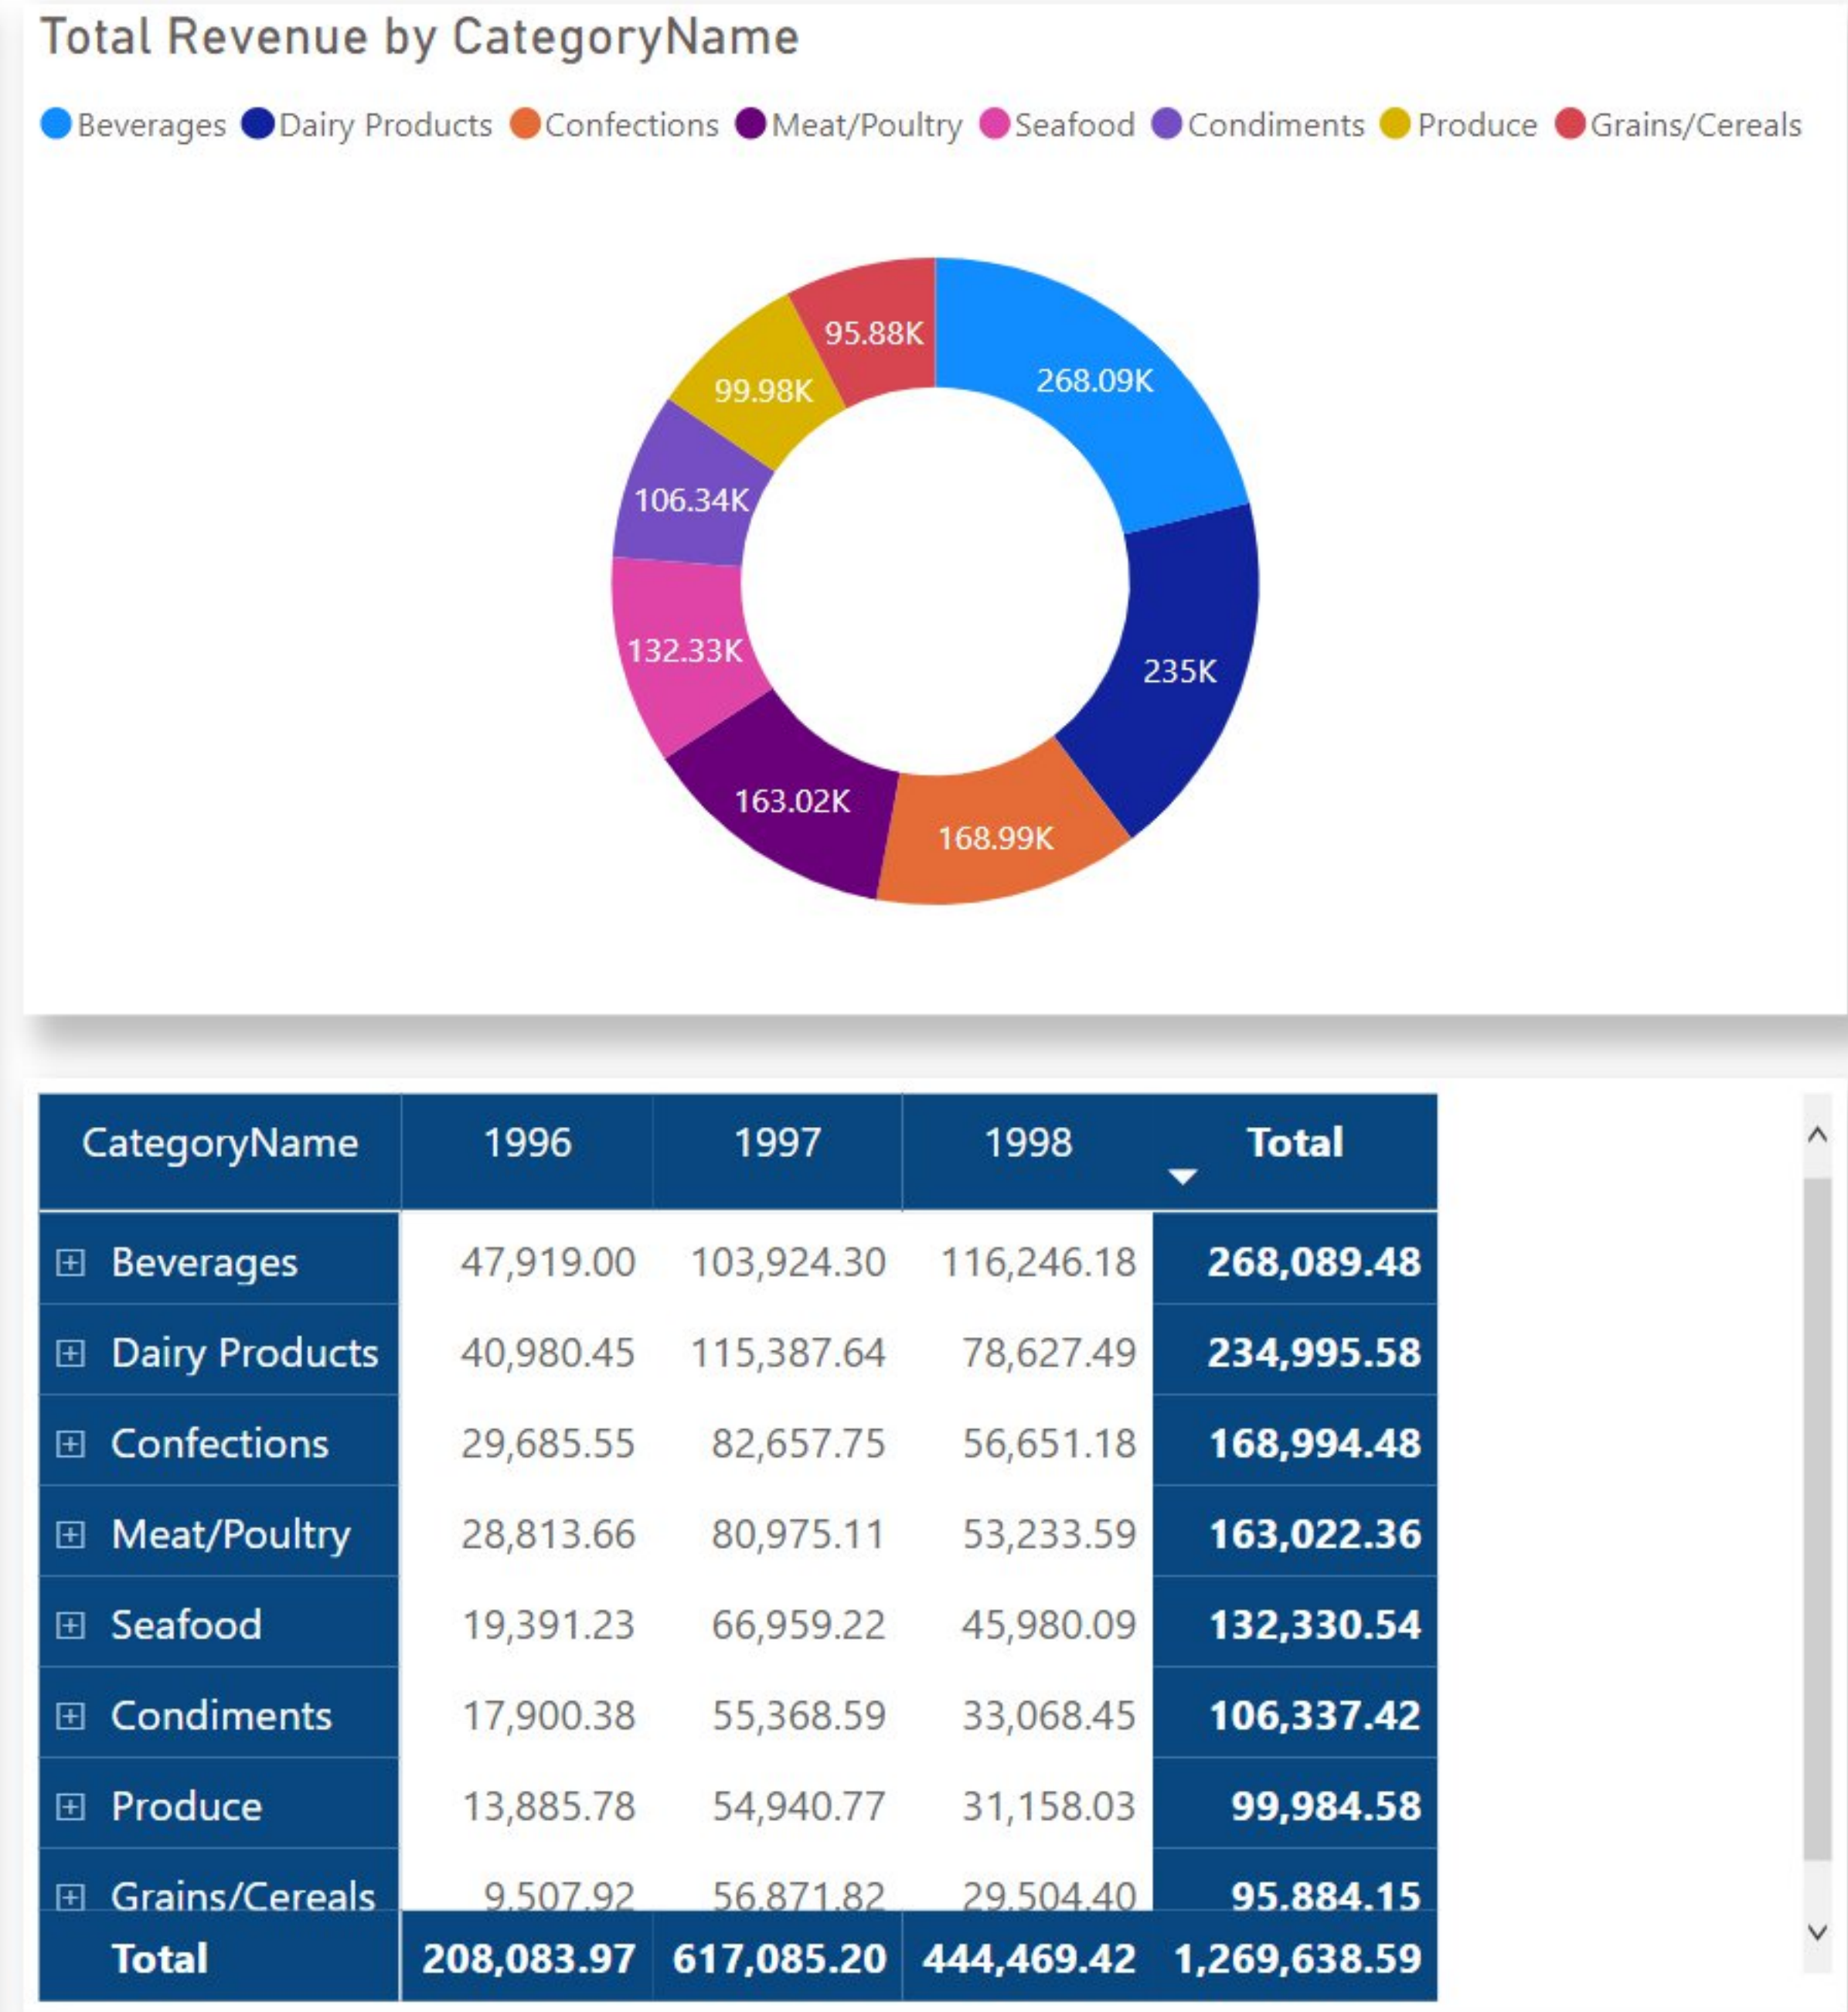 Total Revenue by CategoryName
Beverages Dairy Products Confections Meat/Poultry Seafood Condiments Produce Grains/Cereals
95.88K
268.09K
99.98K
106.34K
132.33K
235K
163.02K
168.99K
CategoryName 1996 1997 1998 Total
Beverages 47,919.00 103,924.30 116,246.18 268,089.48
Dairy Products 40,980.45 115,387.64 78,627.49 234,995.58
Confections 29,685.55 82,657.75 56,651.18 168,994.48
Meat/Poultry 28,813.66 80,975.11 53,233.59 163,022.36
Seafood 19,391.23 66,959.22 45,980.09 132,330.54
Condiments 17,900.38 55,368.59 33,068.45 106,337.42
Produce 13,885.78 54,940.77 31,158.03 99,984.58
Grains/Cereals 9,507.92 56,871.82 29,504.40 95,884.15
Total 208,083.97 617,085.20 444,469.42 1,269,638.59